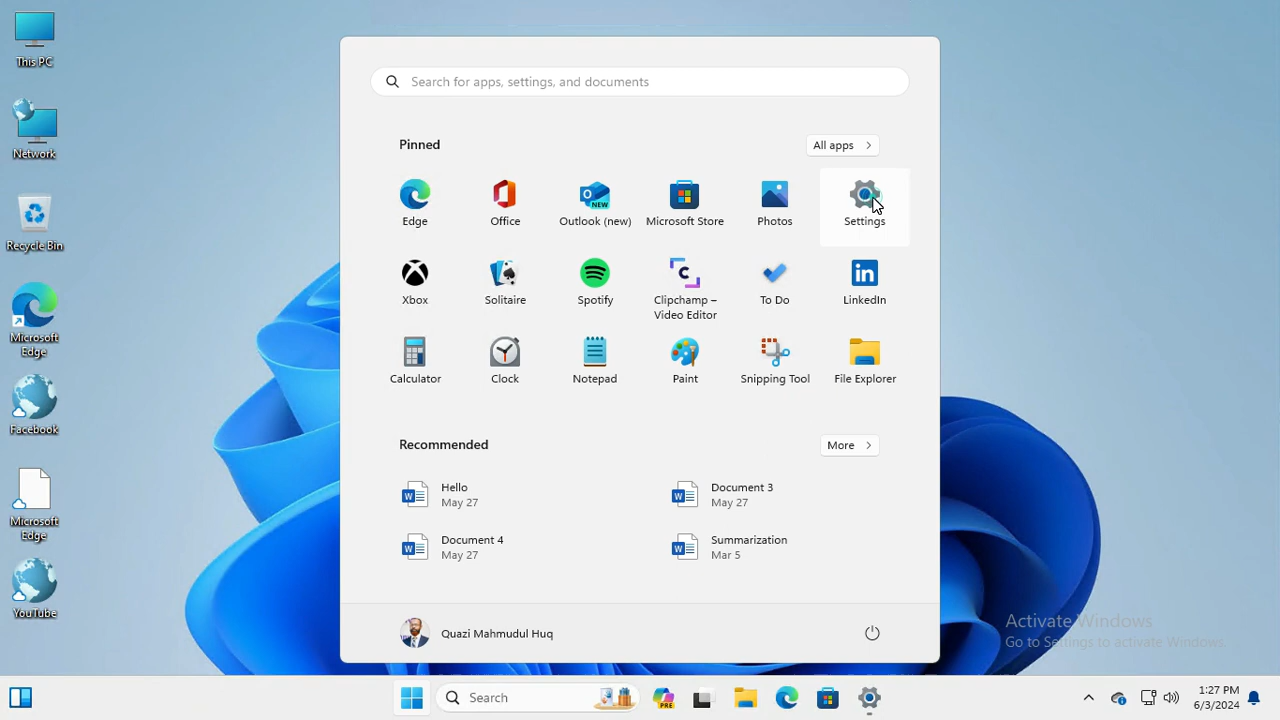 This PC
Network
Recycle Bin
Microsoft
Edge
Facebook
Microsoft
Edge
YouTube
Search for apps, settings, and documents
Pinned
All apps
Edge
Office
NEW
Outlook (new)
Microsoft Store
Photos
Settings
Xbox
Solitaire
Spotify
Clipchamp –
Video Editor
To Do
LinkedIn
Calculator
Clock
Notepad
Paint
Snipping Tool
File Explorer
Recommended
More
Hello
May 27
Document 3
May 27
Document 4
May 27
Summarization
Mar 5
Quazi Mahmudul Huq
Activate Windows
Go to Settings to activate Windows.
Search
PRE
1:27 PM
6/3/2024